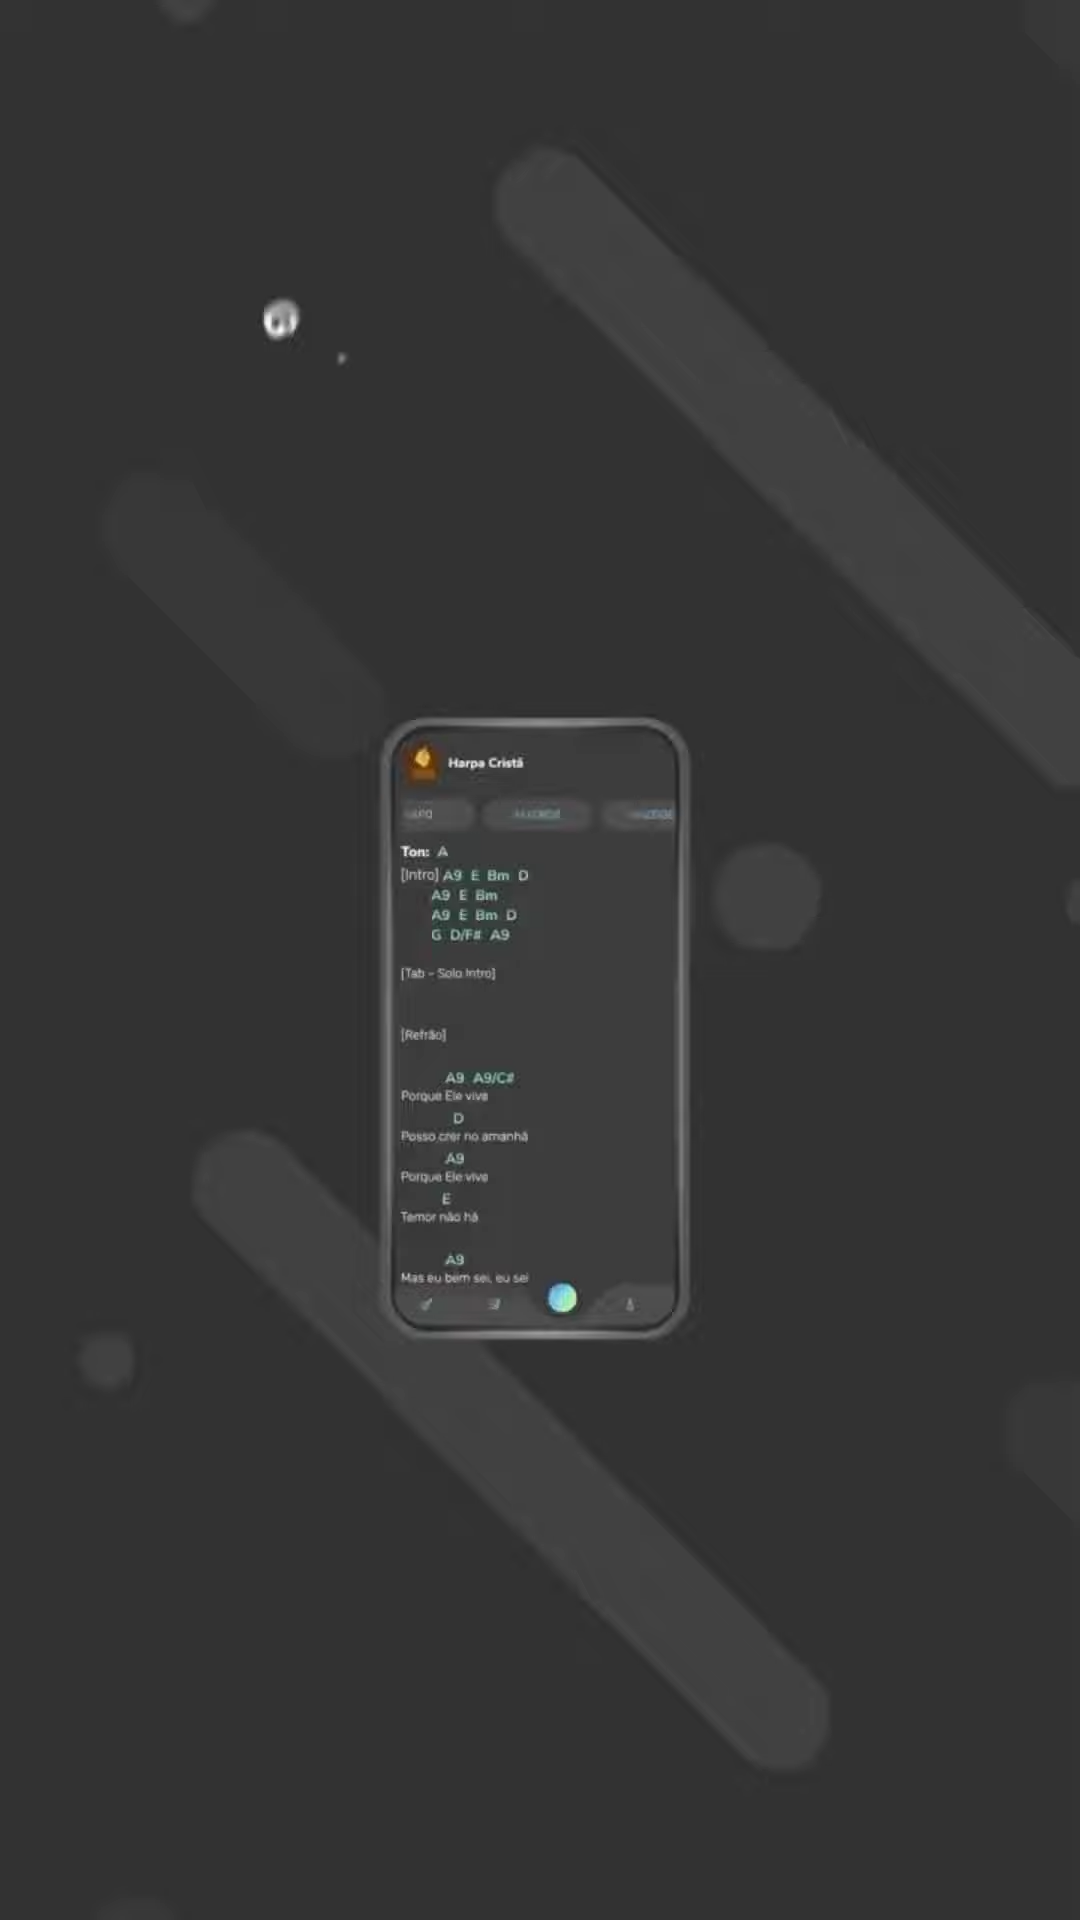 Harpa Cristã
Ton: A
[Intro] A9 E Bm D
A9 E Bm
A9 E Bm D
G D/F# A9
[Tab - Solo Intro]
[Refrão]
A9 A9/C#
Porque Ele vive
D
Posso crer no amanhã
A9
Porque Ele vive
E
Temor não há
A9
Mas eu bem sei, eu sei